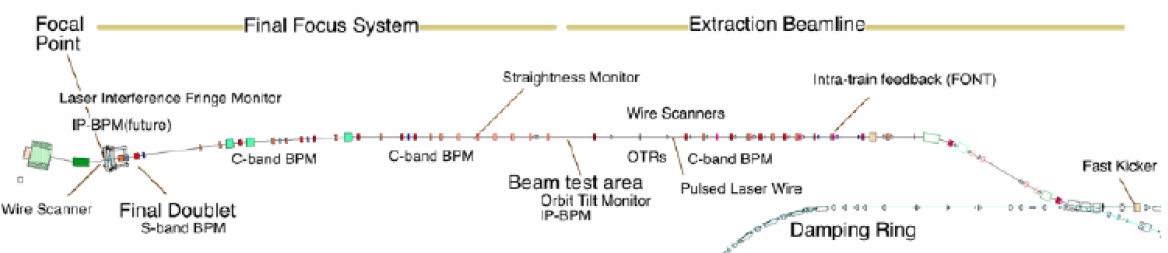 Focal
Point
Final Focus System
Extraction Beamline
Straightness Monitor
Intra-train feedback (FONT)
Laser Interference Fringe Monitor
IP-BPM(future)
Wire Scanners
C-band BPM
C-band BPM
OTRs
C-band BPM
Fast Kicker
Beam test area
Orbit Tilt Monitor
IP-BPM
Pulsed Laser Wire
Wire Scanner
Final Doublet
S-band BPM
Damping Ring